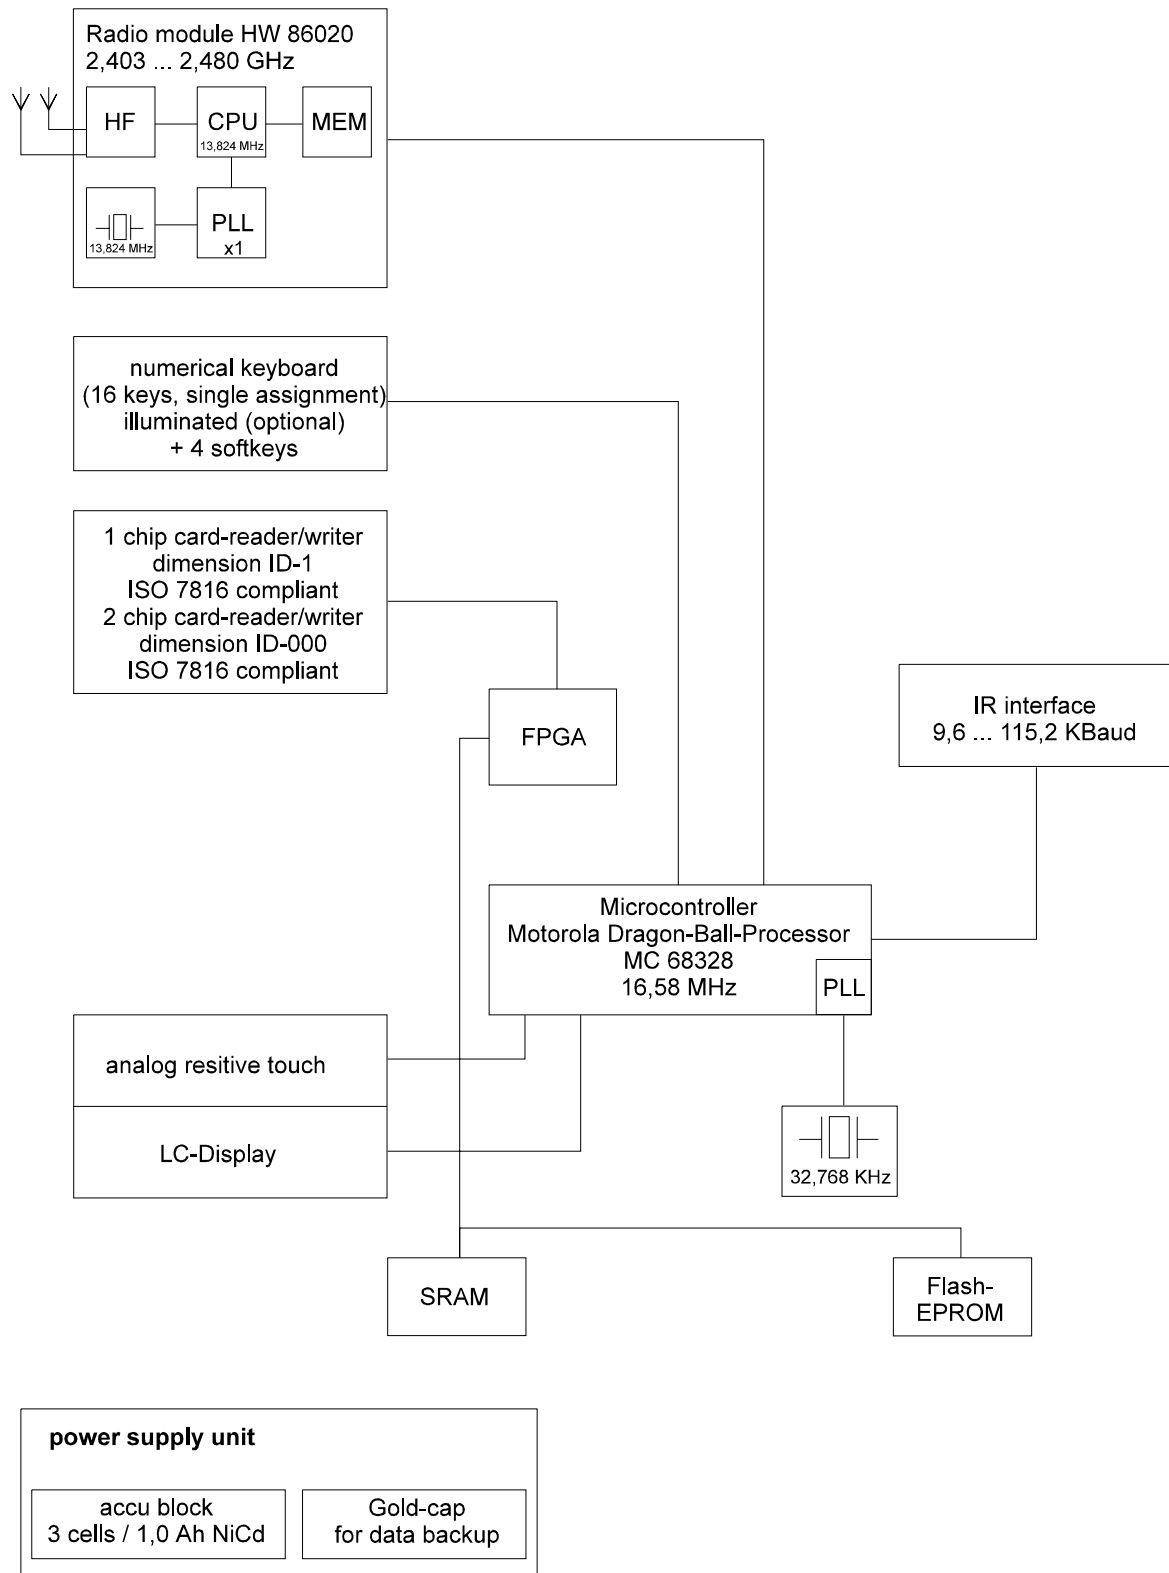 Radio module HW 86020
2,403 ... 2,480 GHz
HF
CPU
13,824 MHz
MEM
13,824 MHz
PLL
x1
numerical keyboard
(16 keys, single assignment)
illuminated (optional)
+ 4 softkeys
1 chip card-reader/writer
dimension ID-1
ISO 7816 compliant
2 chip card-reader/writer
dimension ID-000
ISO 7816 compliant
FPGA
IR interface
9,6 ... 115,2 KBaud
Microcontroller
Motorola Dragon-Ball-Processor
MC 68328
16,58 MHz
PLL
analog resitive touch
LC-Display
32,768 KHz
SRAM
Flash-
EPROM
power supply unit
accu block
3 cells / 1,0 Ah NiCd
Gold-cap
for data backup